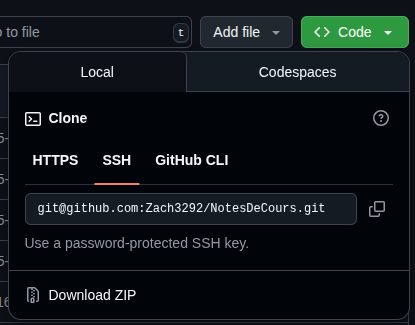 to file t Add file Code
Local Codespaces
Clone
HTTPS SSH GitHub CLI
git@github.com:Zach3292/NotesDeCours.git
Use a password-protected SSH key.
Download ZIP